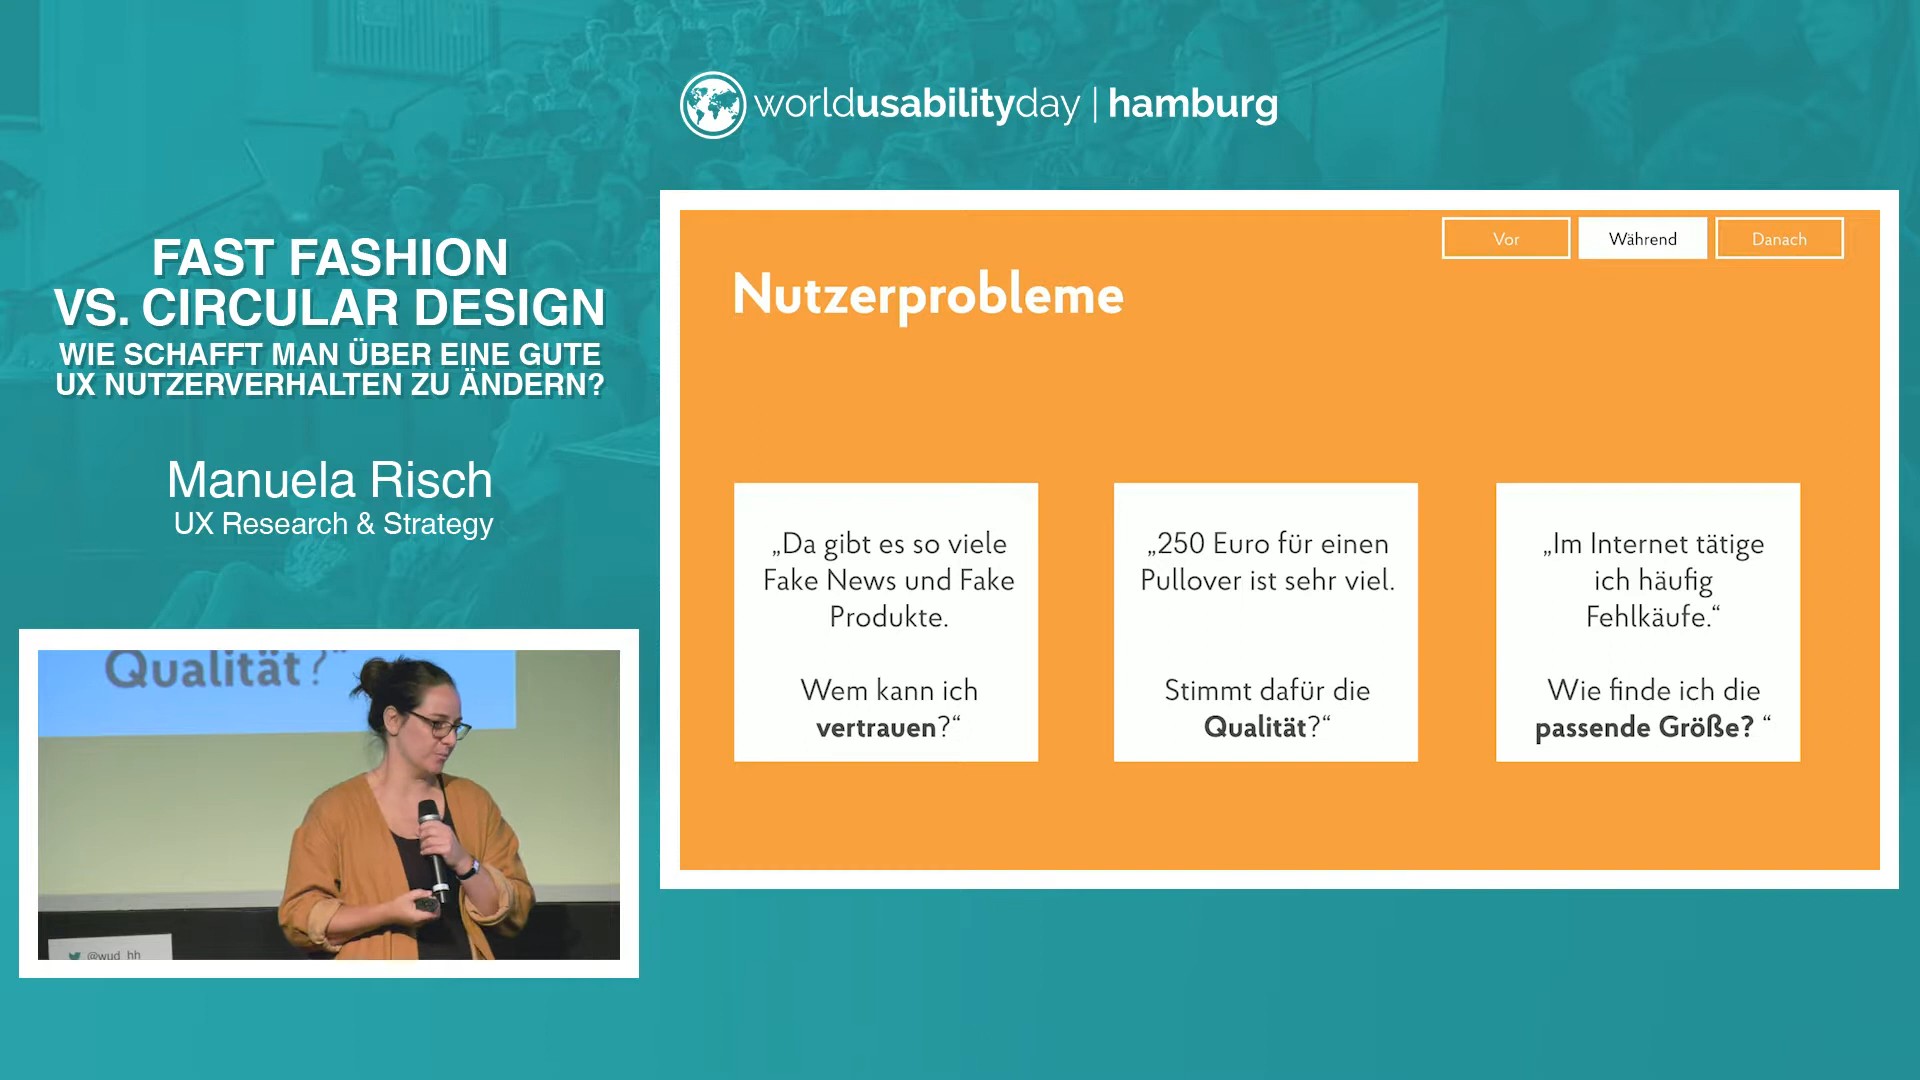 worldusabilityday | hamburg
FAST FASHION
VS. CIRCULAR DESIGN
WIE SCHAFFT MAN ÜBER EINE GUTE
UX NUTZERVERHALTEN ZU ÄNDERN?
Manuela Risch
UX Research & Strategy
Qualität?“
@wud_hh
Vor
Während
Danach
Nutzerprobleme
„Da gibt es so viele
Fake News und Fake
Produkte.
Wem kann ich
vertrauen?“
„250 Euro für einen
Pullover ist sehr viel.
Stimmt dafür die
Qualität?“
„Im Internet tätige
ich häufig
Fehlkäufe.“
Wie finde ich die
passende Größe? “